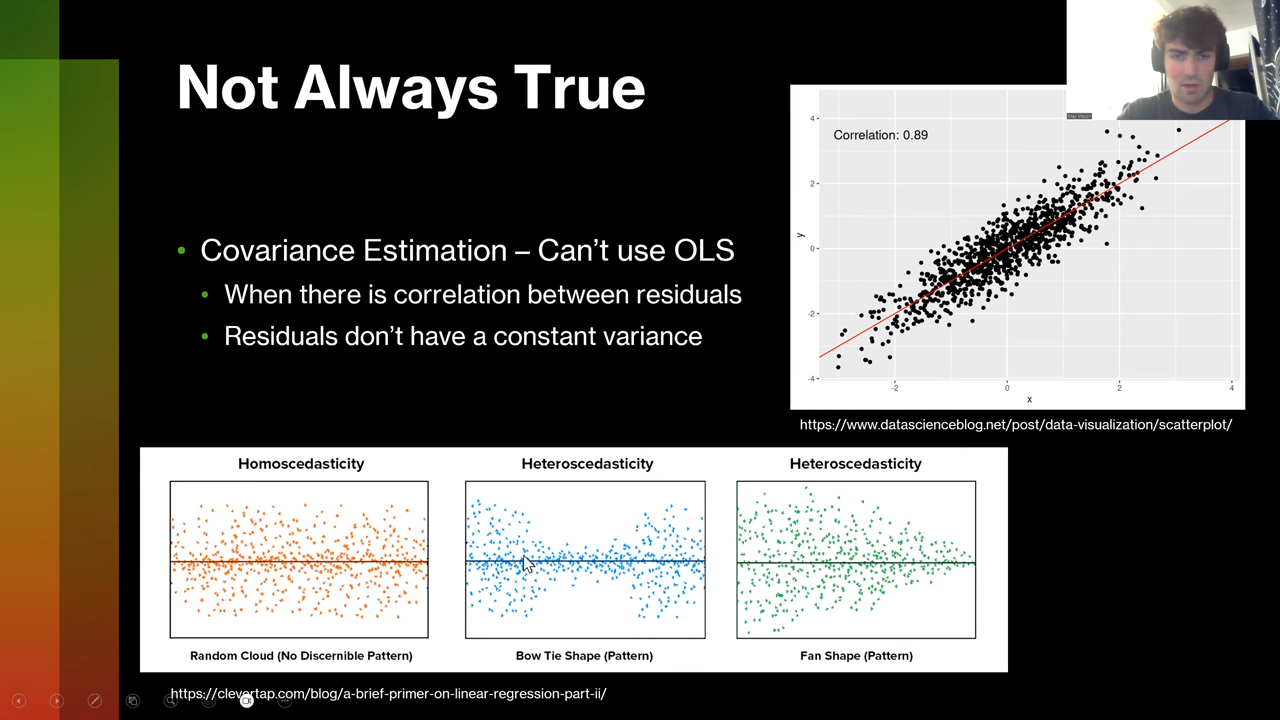 Not Always True
Correlation: 0.89
4
2
0
-2
-4
y
-2
0
2
4
x
https://www.datascienceblog.net/post/data-visualization/scatterplot/
• Covariance Estimation – Can’t use OLS
• When there is correlation between residuals
• Residuals don’t have a constant variance
Homoscedasticity
Heteroscedasticity
Heteroscedasticity
Random Cloud (No Discernible Pattern)
Bow Tie Shape (Pattern)
Fan Shape (Pattern)
https://clevertap.com/blog/a-brief-primer-on-linear-regression-part-ii/